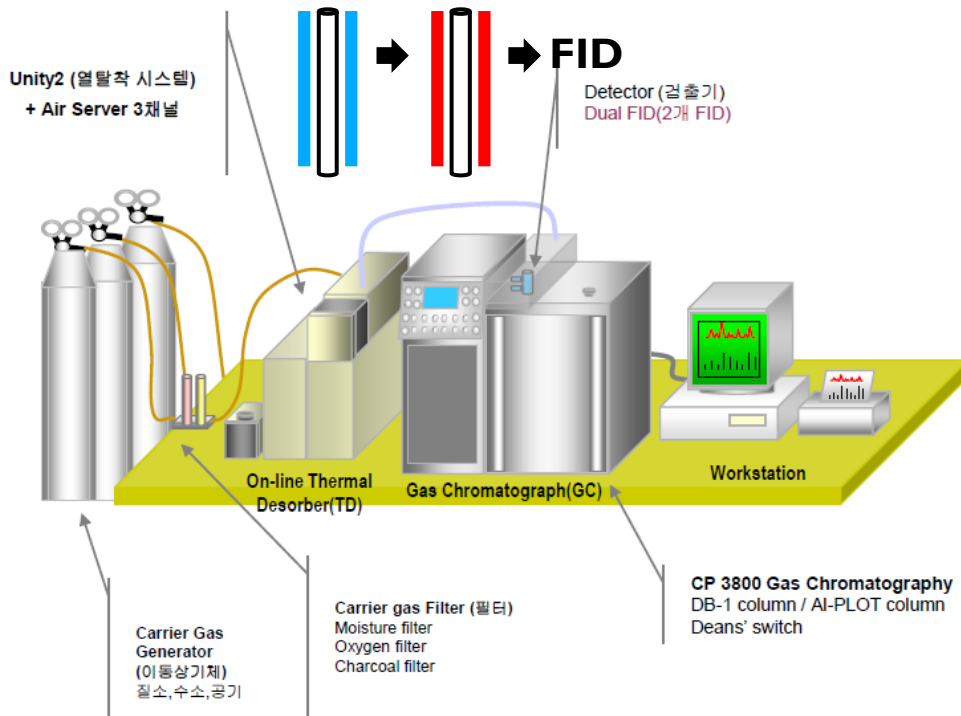 Unity2 (열탈착 시스템)
+ Air Server 3채널
FID
Detector (검출기)
Dual FID(2개 FID)
On-line Thermal
Desorber(TD)
Gas Chromatograph(GC)
Workstation
Carrier Gas
Generator
(이동상기체)
질소,수소,공기
Carrier gas Filter (필터)
Moisture filter
Oxygen filter
Charcoal filter
CP 3800 Gas Chromatography
DB-1 column / Al-PLOT column
Deans' switch